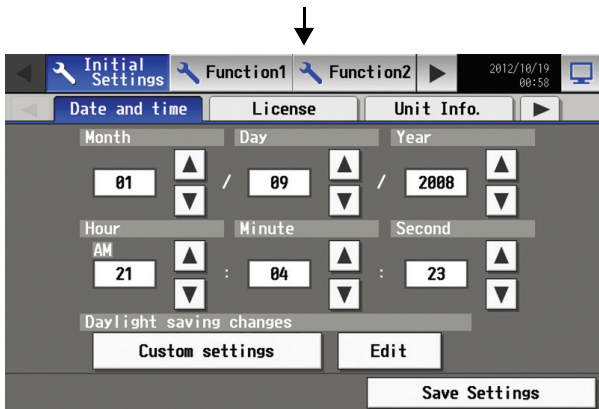 Initial
Settings
Function1
Function2
2012/10/19
00:58
Date and time
License
Unit Info.
Month
Day
Year
01 / 09 / 2008
Hour
Minute
Second
AM
21 : 04 : 23
Daylight saving changes
Custom settings
Edit
Save Settings